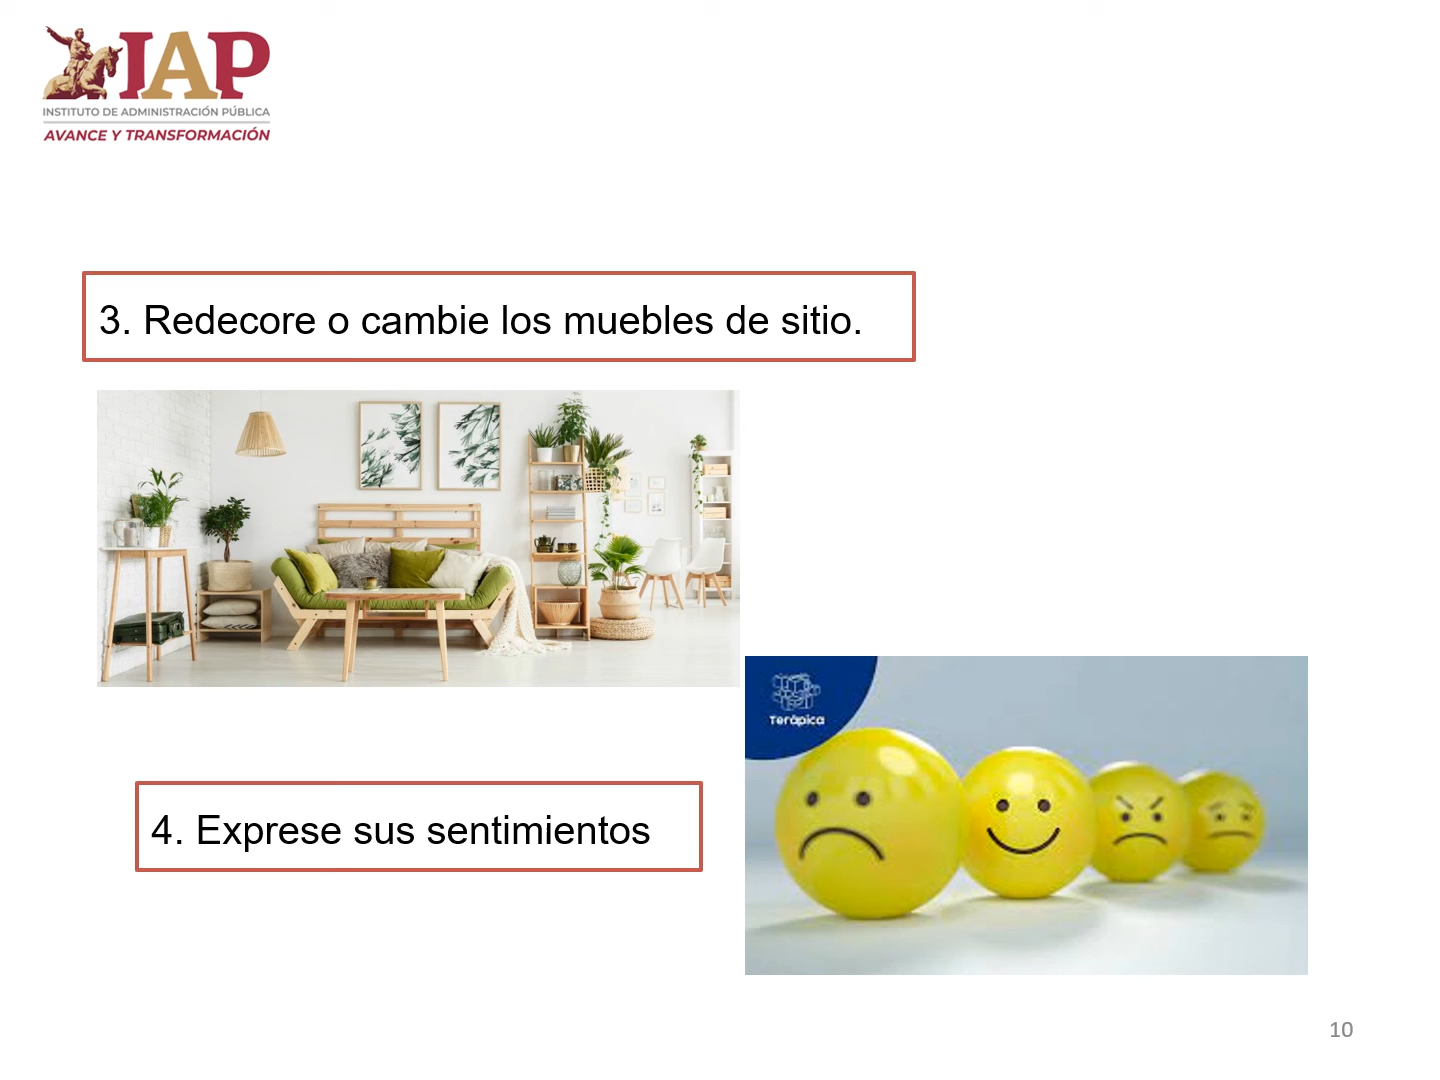 IAP
INSTITUTO DE ADMINISTRACIÓN PÚBLICA
AVANCE Y TRANSFORMACIÓN
3. Redecore o cambie los muebles de sitio.
Terápica
4. Exprese sus sentimientos
10